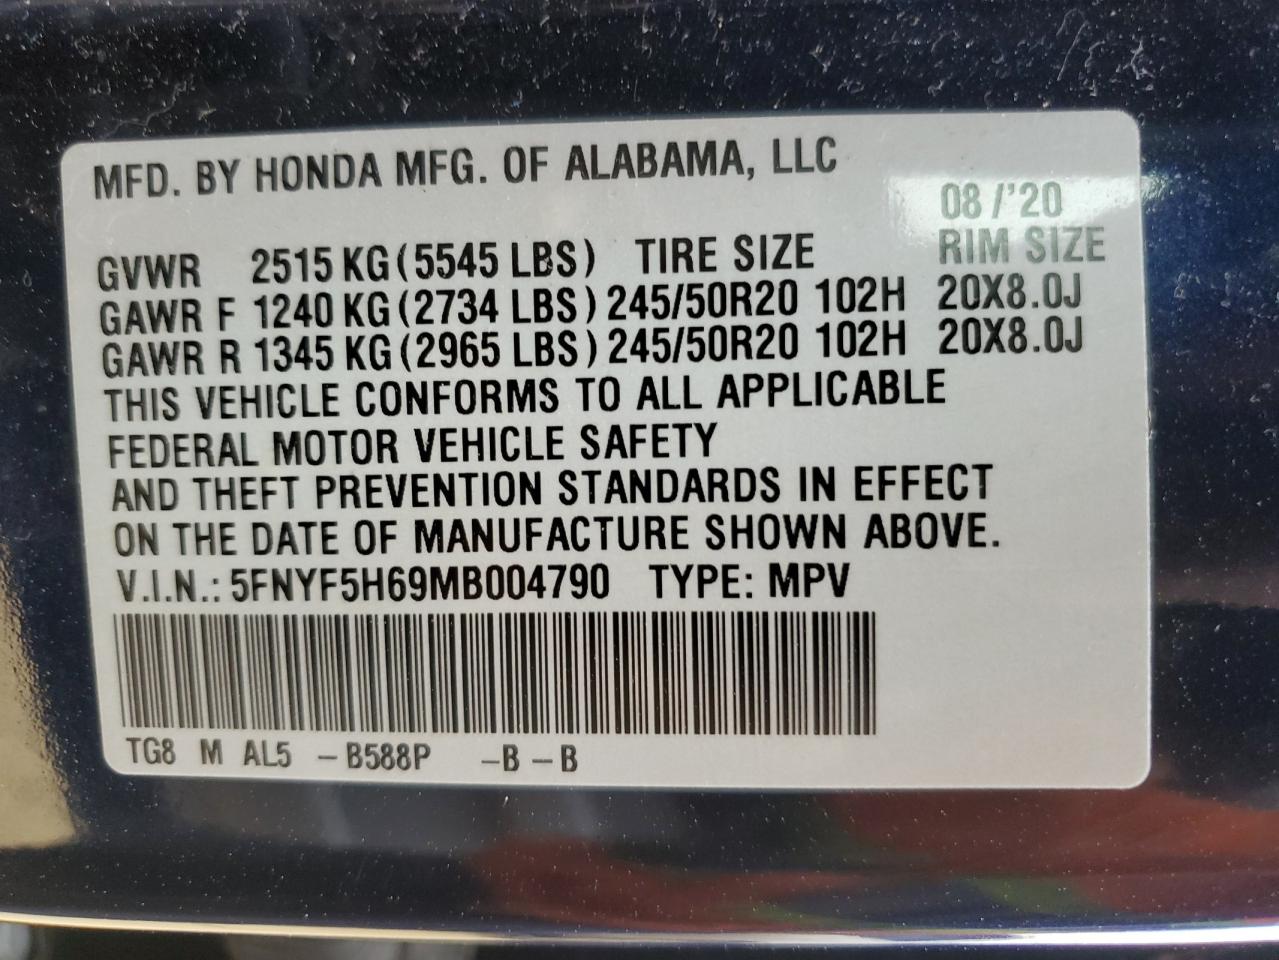 MFD. BY HONDA MFG. OF ALABAMA, LLC
08/'20
GVWR 2515 KG (5545 LBS) TIRE SIZE RIM SIZE
GAWR F 1240 KG (2734 LBS) 245/50R20 102H 20X8.0J
GAWR R 1345 KG (2965 LBS) 245/50R20 102H 20X8.0J
THIS VEHICLE CONFORMS TO ALL APPLICABLE
FEDERAL MOTOR VEHICLE SAFETY
AND THEFT PREVENTION STANDARDS IN EFFECT
ON THE DATE OF MANUFACTURE SHOWN ABOVE.
V.I.N.: 5FNYF5H69MB004790 TYPE: MPV
TG8 M AL5 -B588P -B-B